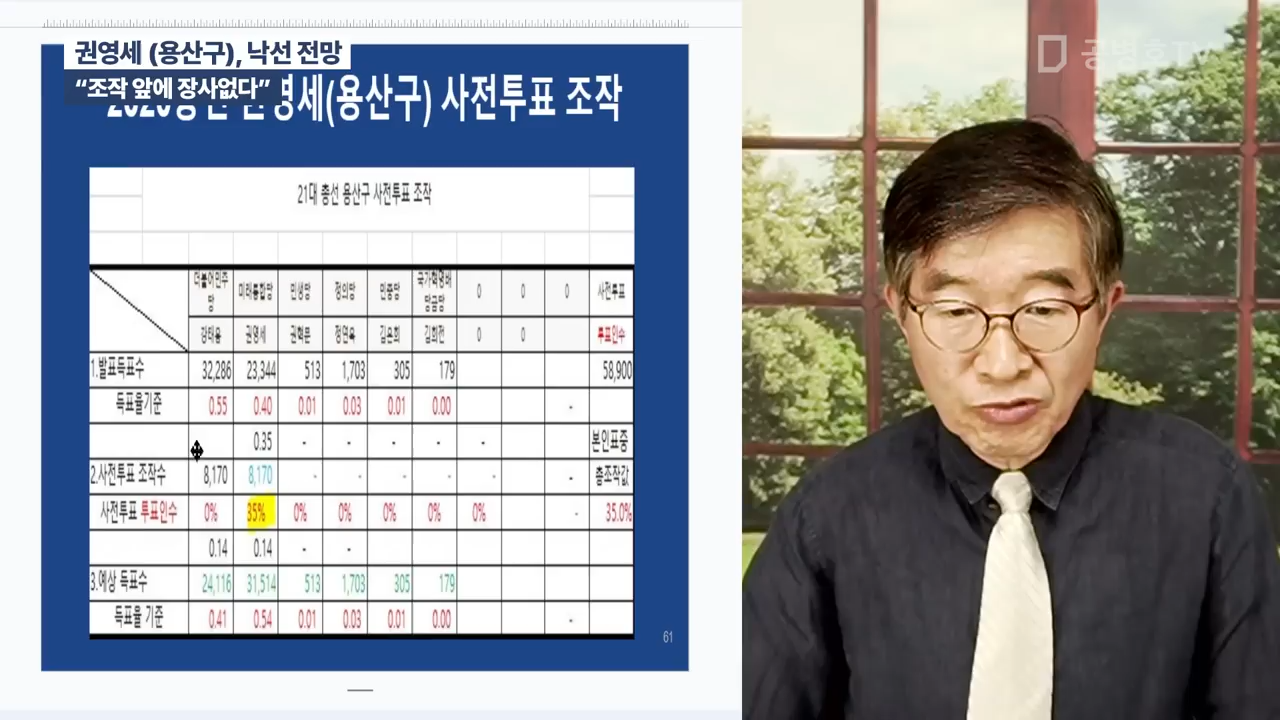 권영세 (용산구), 낙선 전망
“조작 앞에 장사없다”
공병호TV
영세(용산구) 사전투표 조작
21대 총선 용산구 사전투표 조작
더불어민주당 미래통합당 민생당 정의당 민중당 국가혁명배당금당 0 0 0 사전투표
강태웅 권영세 권혁문 정연욱 김은희 김희전 0 0 투표인수
1.발표득표수 32,286 23,344 513 1,703 305 179 58,900
득표율기준 0.55 0.40 0.01 0.03 0.01 0.00 -
0.35 - - - - - 본인표중
2.사전투표 조작수 8,170 8,170 - - - - - - 총조작값
사전투표 투표인수 0% 35% 0% 0% 0% 0% 0% - 35.0%
0.14 0.14 - -
3.예상 득표수 24,116 31,514 513 1,703 305 179
득표율 기준 0.41 0.54 0.01 0.03 0.01 0.00 -
61